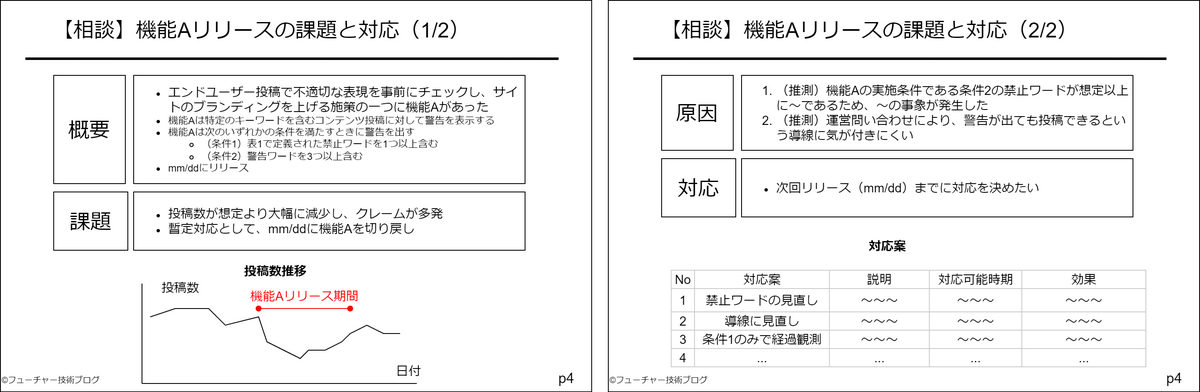 【相談】機能Aリリースの課題と対応（1/2）
概要
• エンドユーザー投稿で不適切な表現を事前にチェックし、サイ
トのブランディングを上げる施策の一つに機能Aがあった
• 機能Aは特定のキーワードを含むコンテンツ投稿に対して警告を表示する
• 機能Aは次のいずれかの条件を満たすときに警告を出す
○ （条件1）表1で定義された禁止ワードを1つ以上含む
○ （条件2）警告ワードを3つ以上含む
• mm/ddにリリース
課題
• 投稿数が想定より大幅に減少し、クレームが多発
• 暫定対応として、mm/ddに機能Aを切り戻し
投稿数推移
投稿数
機能Aリリース期間
日付
©フューチャー技術ブログ
p4
【相談】機能Aリリースの課題と対応（2/2）
原因
1. （推測）機能Aの実施条件である条件2の禁止ワードが想定以上
に〜であるため、〜の事象が発生した
2. （推測）運営問い合わせにより、警告が出ても投稿できるとい
う導線に気が付きにくい
対応
• 次回リリース（mm/dd）までに対応を決めたい
対応案
No 対応案 説明 対応可能時期 効果
1 禁止ワードの見直し 〜〜〜 〜〜〜 〜〜〜
2 導線に見直し 〜〜〜 〜〜〜 〜〜〜
3 条件1のみで経過観測 〜〜〜 〜〜〜 〜〜〜
4 ... ... ... ...
©フューチャー技術ブログ
p4